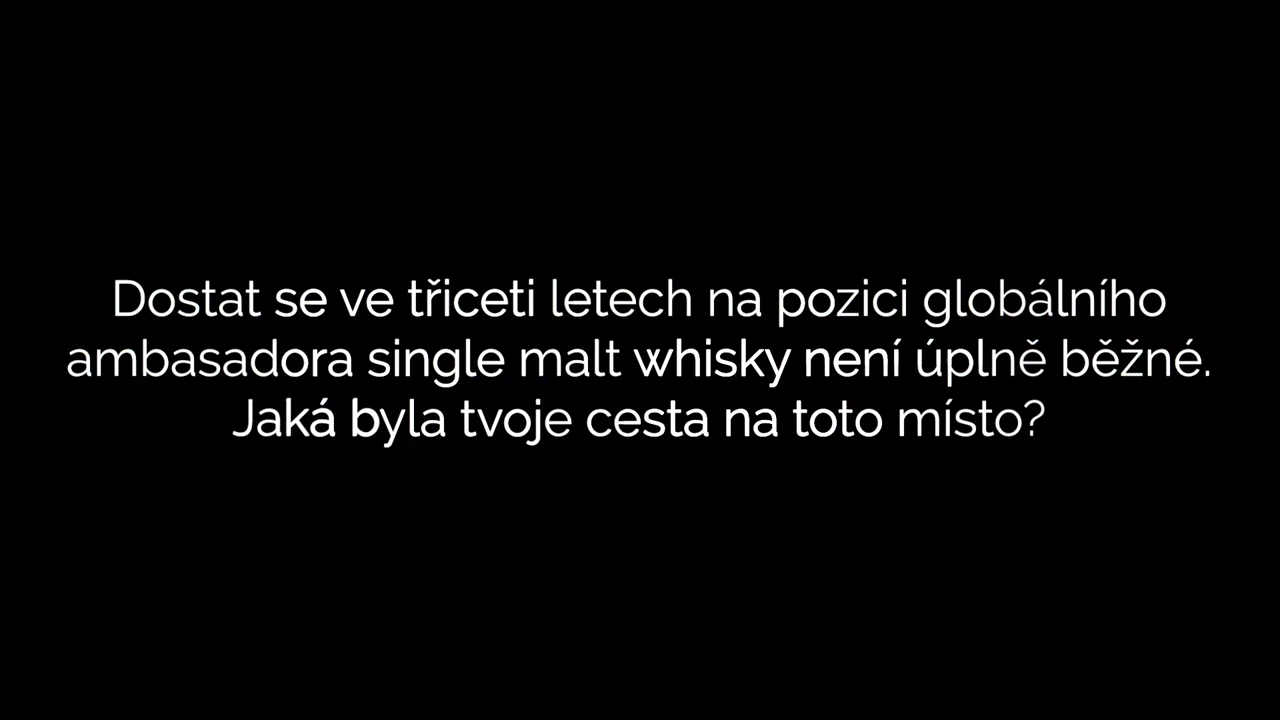 Dostat se ve třiceti letech na pozici globálního
ambasadora single malt whisky není úplně běžné.
Jaká byla tvoje cesta na toto místo?